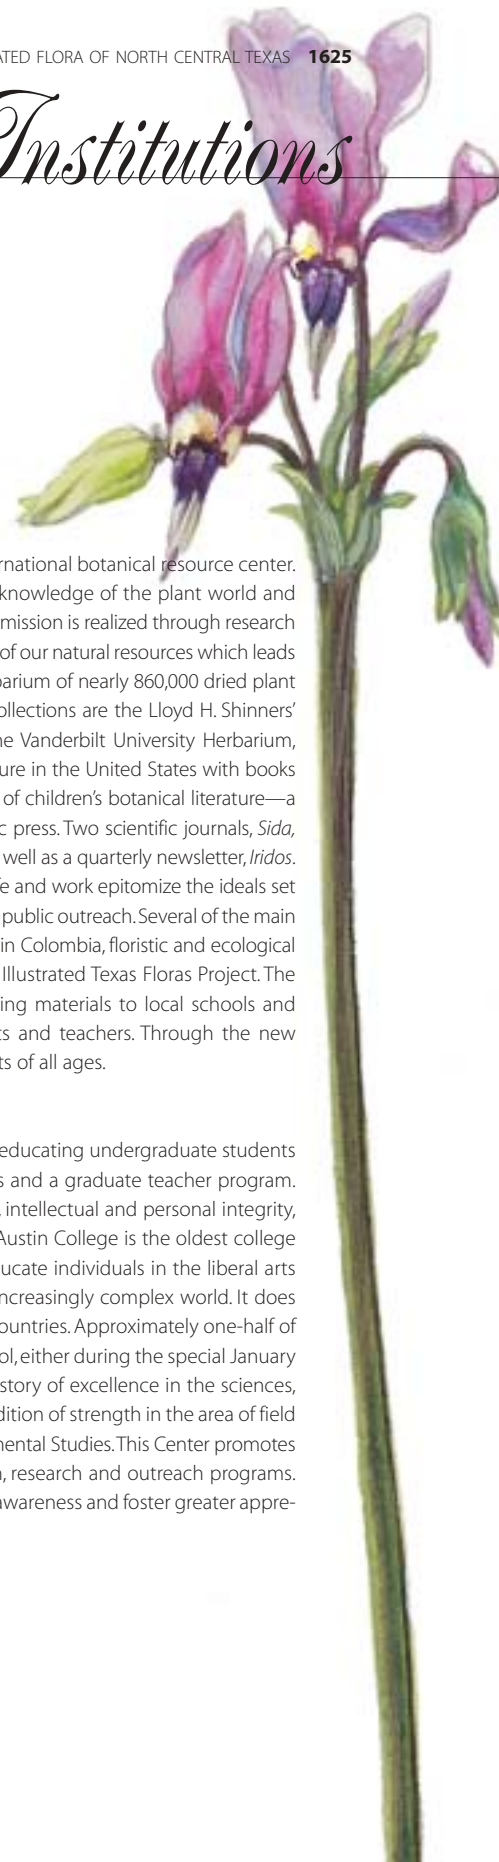 ATED FLORA OF NORTH CENTRAL TEXAS 1625
Institutions
rnational botanical resource center.
knowledge of the plant world and
mission is realized through research
of our natural resources which leads
parium of nearly 860,000 dried plant
ollections are the Lloyd H. Shinners’
he Vanderbilt University Herbarium,
ure in the United States with books
of children’s botanical literature—a
c press. Two scientific journals, Sida,
well as a quarterly newsletter, Iridos.
fe and work epitomize the ideals set
public outreach. Several of the main
in Colombia, floristic and ecological
Illustrated Texas Floras Project. The
ing materials to local schools and
ts and teachers. Through the new
ts of all ages.
educating undergraduate students
s and a graduate teacher program.
, intellectual and personal integrity,
Austin College is the oldest college
ucate individuals in the liberal arts
ncreasingly complex world. It does
ountries. Approximately one-half of
ol, either during the special January
story of excellence in the sciences,
dition of strength in the area of field
mental Studies. This Center promotes
n, research and outreach programs.
awareness and foster greater appre-